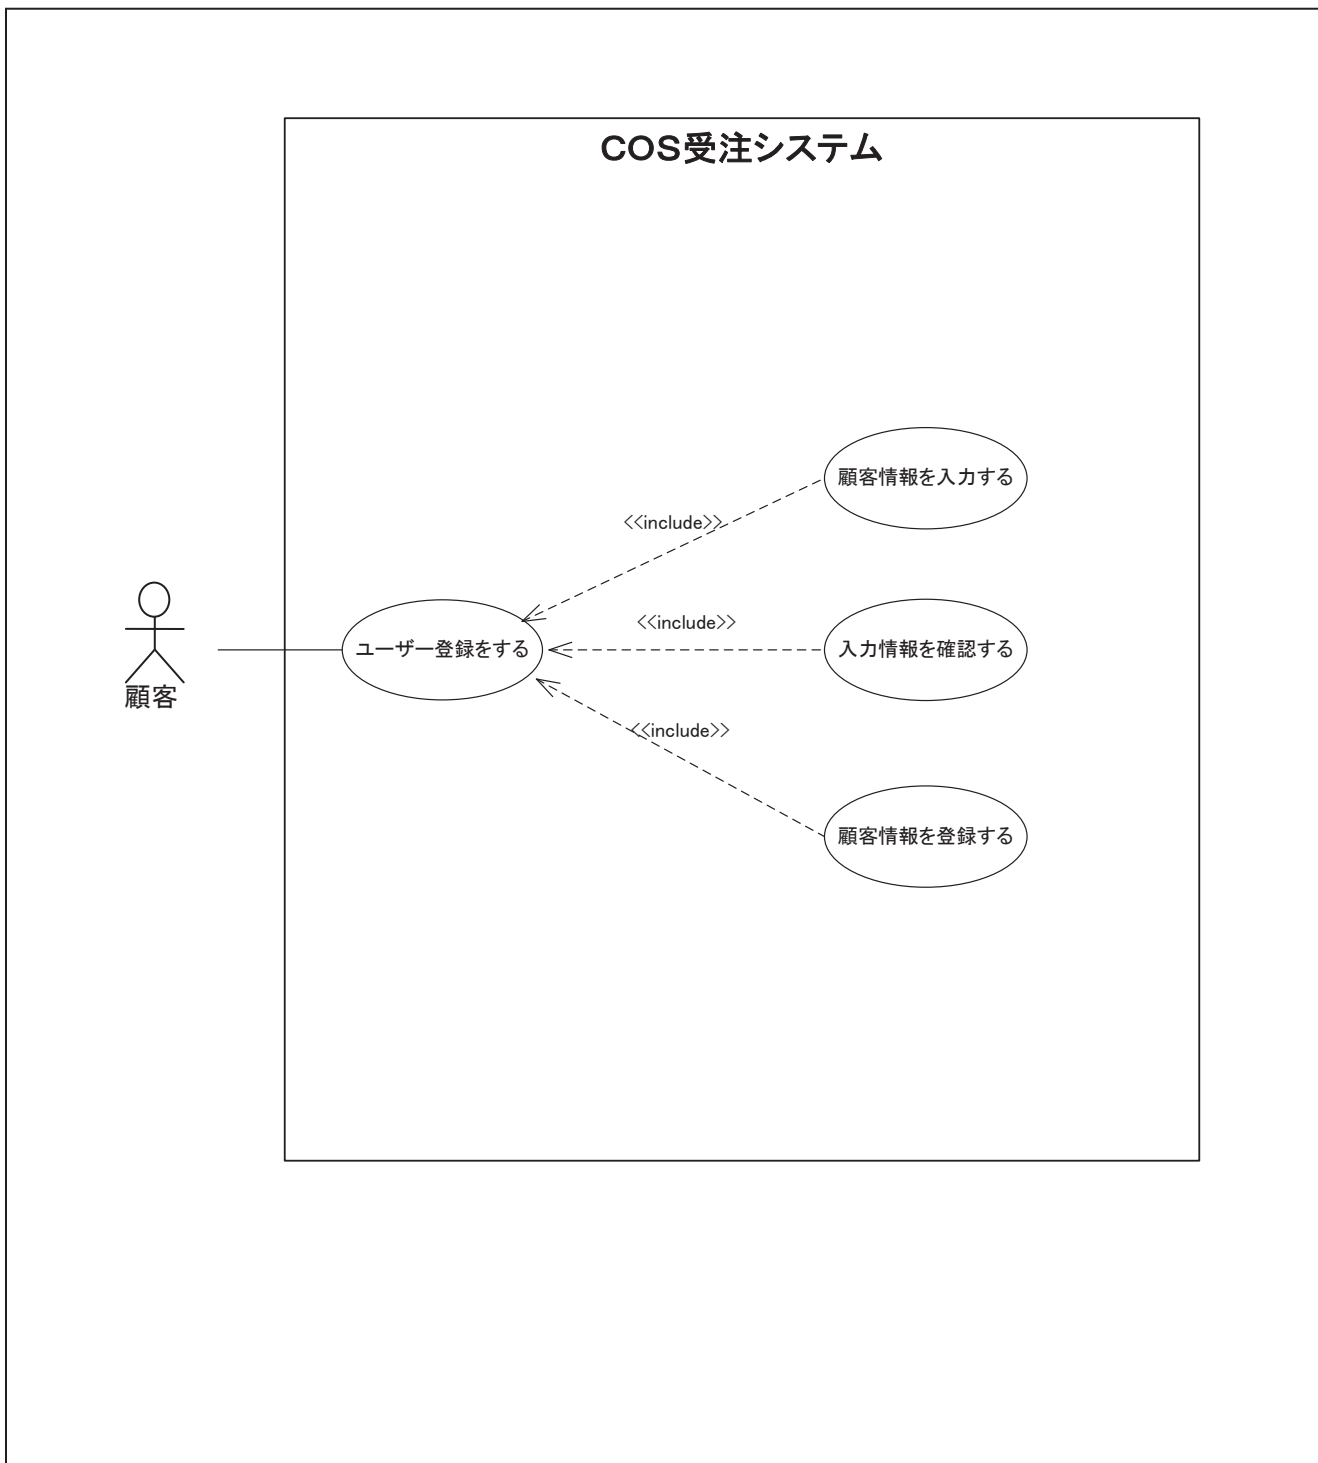 COS受注システム
顧客情報を入力する
<<include>>
<<include>>
ユーザー登録をする
入力情報を確認する
顧客
<<include>>
顧客情報を登録する